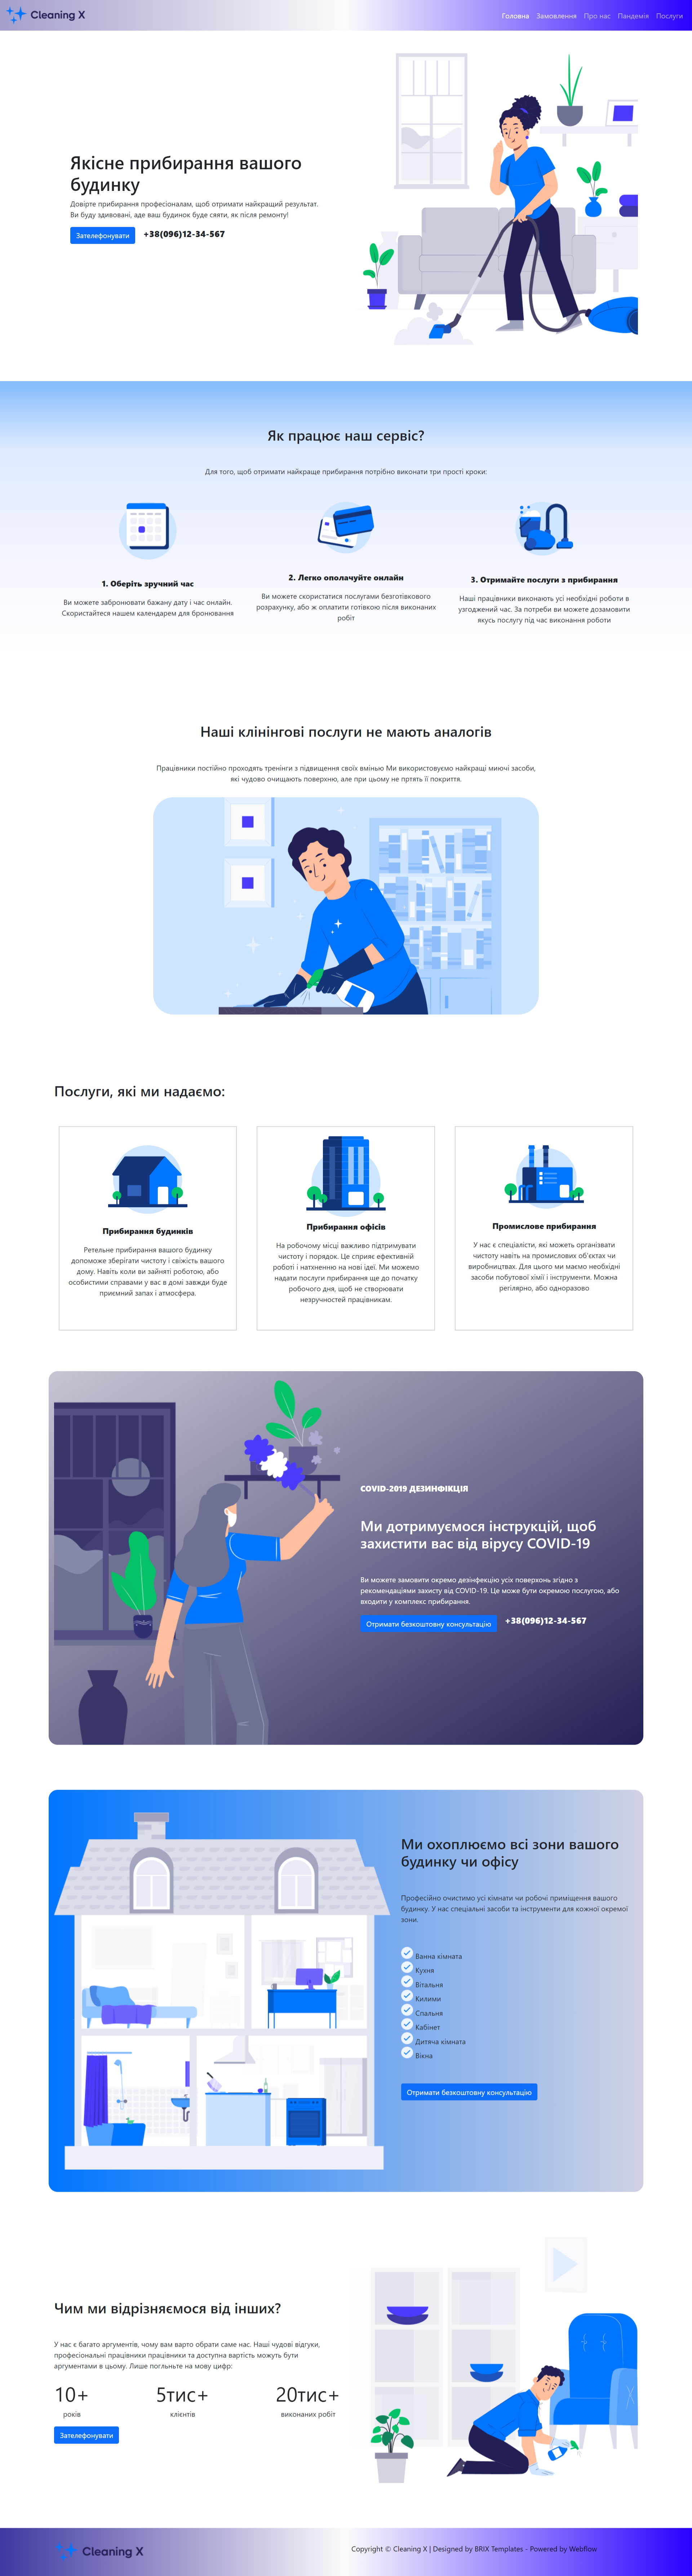 Cleaning X
Головна Замовлення Про нас Пандемія Послуги
Якісне прибирання вашого
будинку
Довірте прибирання професіоналам, щоб отримати найкращий результат.
Ви буду здивовані, аде ваш будинок буде сяяти, як після ремонту!
Зателефонувати +38(096)12-34-567
Як працює наш сервіс?
Для того, щоб отримати найкраще прибирання потрібно виконати три прості кроки:
1. Оберіть зручний час
Ви можете забронювати бажану дату і час онлайн.
Скористайтеся нашем календарем для бронювання
2. Легко ополачуйте онлайн
Ви можете скористатися послугами безготівкового
розрахунку, або ж оплатити готівкою після виконаних
робіт
3. Отримайте послуги з прибирання
Наші працівники виконають усі необхідні роботи в
узгоджений час. За потреби ви можете дозамовити
якусь послугу під час виконання роботи
Наші клінінгові послуги не мають аналогів
Працівники постійно проходять тренінги з підвищення своїх вмінью Ми використовуємо найкращі миючі засоби,
які чудово очищають поверхню, але при цьому не пртять її покриття.
Послуги, які ми надаємо:
Прибирання будинків
Ретельне прибирання вашого будинку
допоможе зберігати чистоту і свіжість вашого
дому. Навіть коли ви зайняті роботою, або
особистими справами у вас в домі завжди буде
приємний запах і атмосфера.
Прибирання офісів
На робочому місці важливо підтримувати
чистоту і порядок. Це сприяє ефективній
роботі і натхненню на нові ідеї. Ми можемо
надати послуги прибирання ще до початку
робочого дня, щоб не створювати
незручностей працівникам.
Промислове прибирання
У нас є спеціалісти, які можеть організвати
чистоту навіть на промислових об'єктах чи
виробництвах. Для цього ми маємо необхідні
засоби побутової хімії і інструменти. Можна
регілярно, або одноразово
COVID-2019 ДЕЗИНФІКЦІЯ
Ми дотримуємося інструкцій, щоб
захистити вас від вірусу COVID-19
Ви можете замовити окремо дезінфекцію усіх поверхонь згідно з
рекомендаціями захисту від COVID-19. Це може бути окремою послугою, або
входити у комплекс прибирання.
Отримати безкоштовну консультацію +38(096)12-34-567
Ми охоплюємо всі зони вашого
будинку чи офісу
Професійно очистимо усі кімнати чи робочі приміщення вашого
будинку. У нас спеціальні засоби та інструменти для кожної окремої
зони.
Ванна кімната
Кухня
Вітальня
Килими
Спальня
Кабінет
Дитяча кімната
Вікна
Отримати безкоштовну консультацію
Чим ми відрізняємося від інших?
У нас є багато аргументів, чому вам варто обрати саме нас. Наші чудові відгуки,
професіональні працівники працівники та доступна вартість можуть бути
аргументами в цьому. Лише погльньте на мову цифр:
10+ 5тис+ 20тис+
років клієнтів виконаних робіт
Зателефонувати
Cleaning X
Copyright © Cleaning X | Designed by BRIX Templates - Powered by Webflow